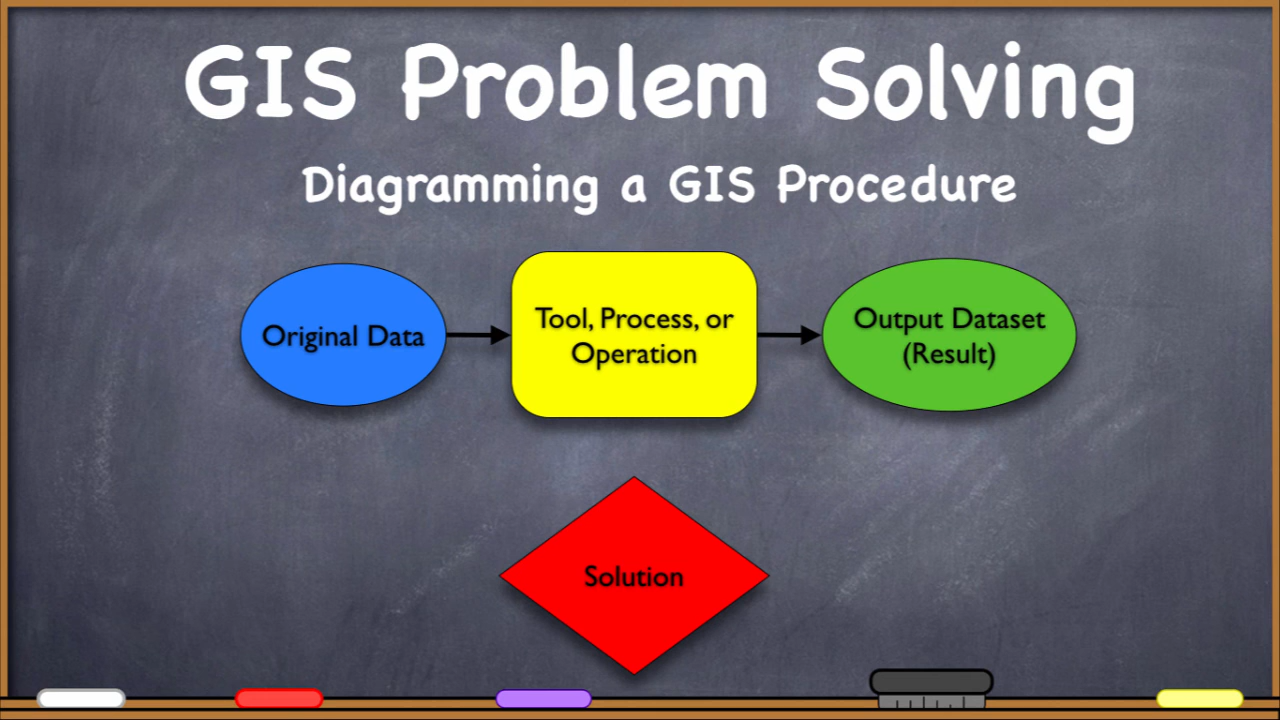 GIS Problem Solving
Diagramming a GIS Procedure
Original Data
Tool, Process, or
Operation
Output Dataset
(Result)
Solution